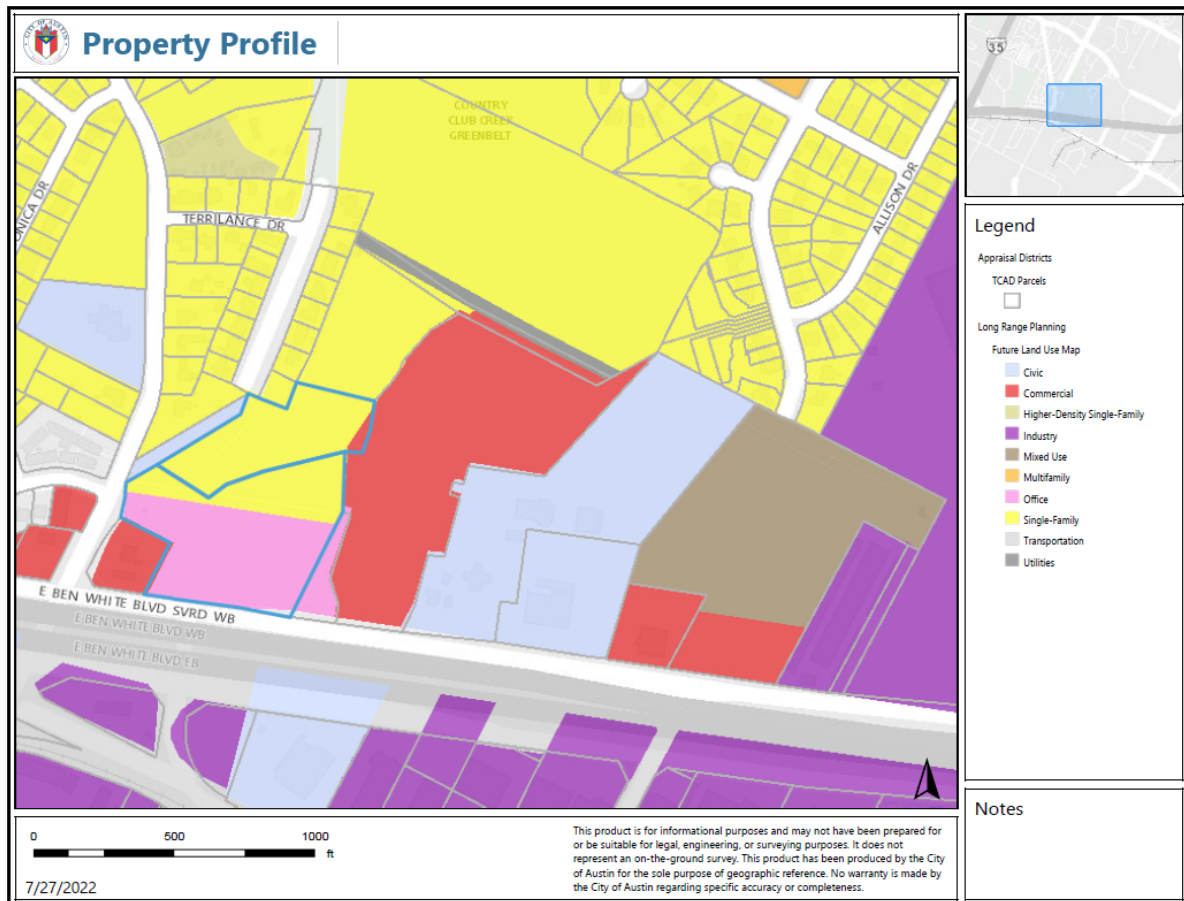 CITY OF AUSTIN
Property Profile
35
COUNTRY
CLUB CREEK
GREENBELT
ONICA DR
TERRILANCE DR
ALLISON DR
E BEN WHITE BLVD SVRD WB
E BEN WHITE BLVD WB
E BEN WHITE BLVD EB
Legend
Appraisal Districts
TCAD Parcels
Long Range Planning
Future Land Use Map
Civic
Commercial
Higher-Density Single-Family
Industry
Mixed Use
Multifamily
Office
Single-Family
Transportation
Utilities
Notes
0 500 1000
ft
7/27/2022
This product is for informational purposes and may not have been prepared for
or be suitable for legal, engineering, or surveying purposes. It does not
represent an on-the-ground survey. This product has been produced by the City
of Austin for the sole purpose of geographic reference. No warranty is made by
the City of Austin regarding specific accuracy or completeness.